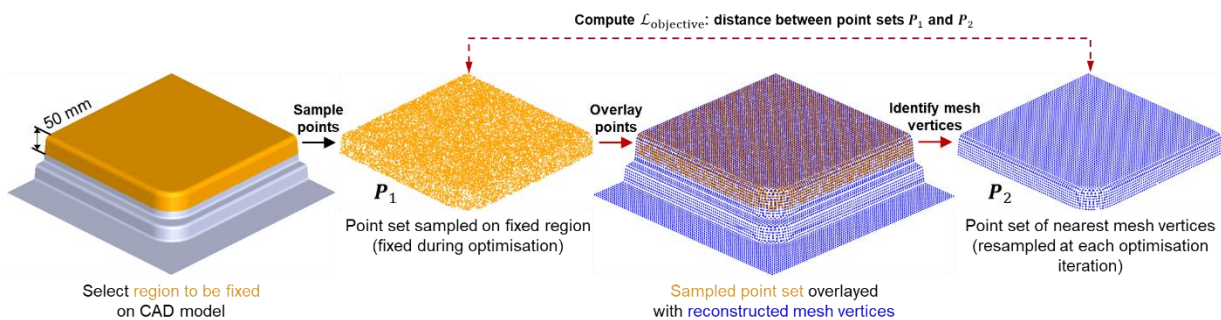 Compute ℒobjective: distance between point sets P1 and P2
50 mm
Sample
points
Overlay
points
Identify mesh
vertices
P1
P2
Point set sampled on fixed region
(fixed during optimisation)
Point set of nearest mesh vertices
(resampled at each optimisation
iteration)
Select region to be fixed
on CAD model
Sampled point set overlayed
with reconstructed mesh vertices